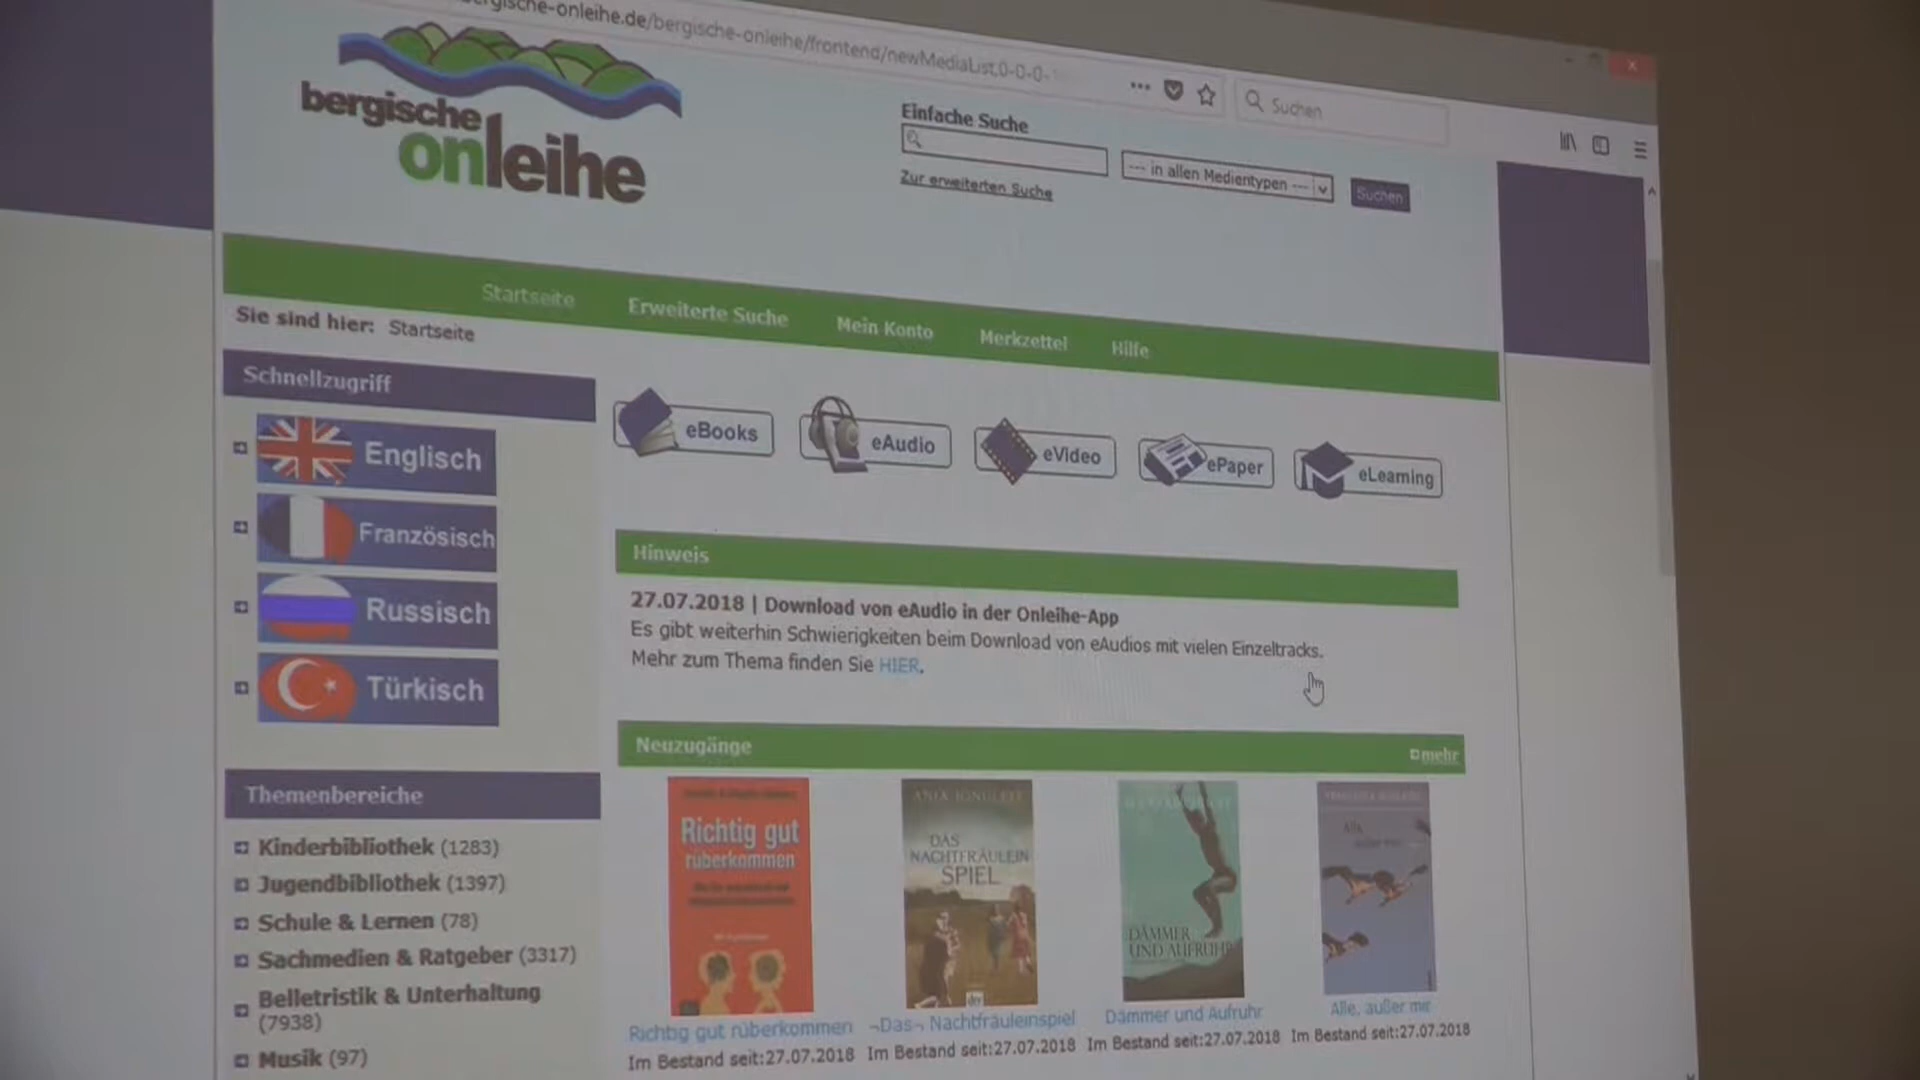 bergische-onleihe.de/bergische-onleihe/frontend/newMediaList,0-0-0-
Suchen
bergische
onleihe
Einfache Suche
--- in allen Medientypen ---
Suchen
Zur erweiterten Suche
Startseite Erweiterte Suche Mein Konto Merkzettel Hilfe
Sie sind hier: Startseite
Schnellzugriff
Englisch
Französisch
Russisch
Türkisch
eBooks eAudio eVideo ePaper eLearning
Hinweis
27.07.2018 | Download von eAudio in der Onleihe-App
Es gibt weiterhin Schwierigkeiten beim Download von eAudios mit vielen Einzeltracks.
Mehr zum Thema finden Sie HIER.
Neuzugänge mehr
Themenbereiche
Kinderbibliothek (1283)
Jugendbibliothek (1397)
Schule & Lernen (78)
Sachmedien & Ratgeber (3317)
Belletristik & Unterhaltung
(7938)
Musik (97)
Richtig gut
rüberkommen
DAS
NACHTFRÄULEIN
SPIEL
dtv
DÄMMER
UND AUFRUHR
Alle,
außer mir
Richtig gut rüberkommen
¬Das¬ Nachtfräuleinspiel
Dämmer und Aufruhr
Alle, außer mir
Im Bestand seit:27.07.2018
Im Bestand seit:27.07.2018
Im Bestand seit:27.07.2018
Im Bestand seit:27.07.2018